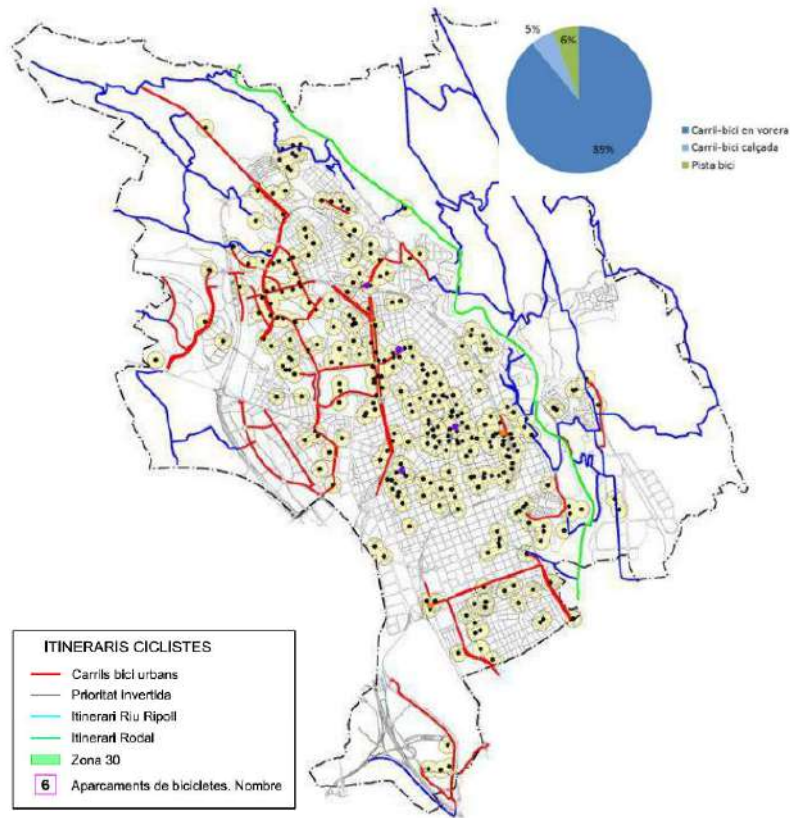 5%
6%
89%
Carril-bici en vorera
Carril-bici calçada
Pista bici
ITINERARIS CICLISTES
Carrils bici urbans
Prioritat invertida
Itinerari Riu Ripoll
Itinerari Rodal
Zona 30
6 Aparcaments de bicicletes. Nombre